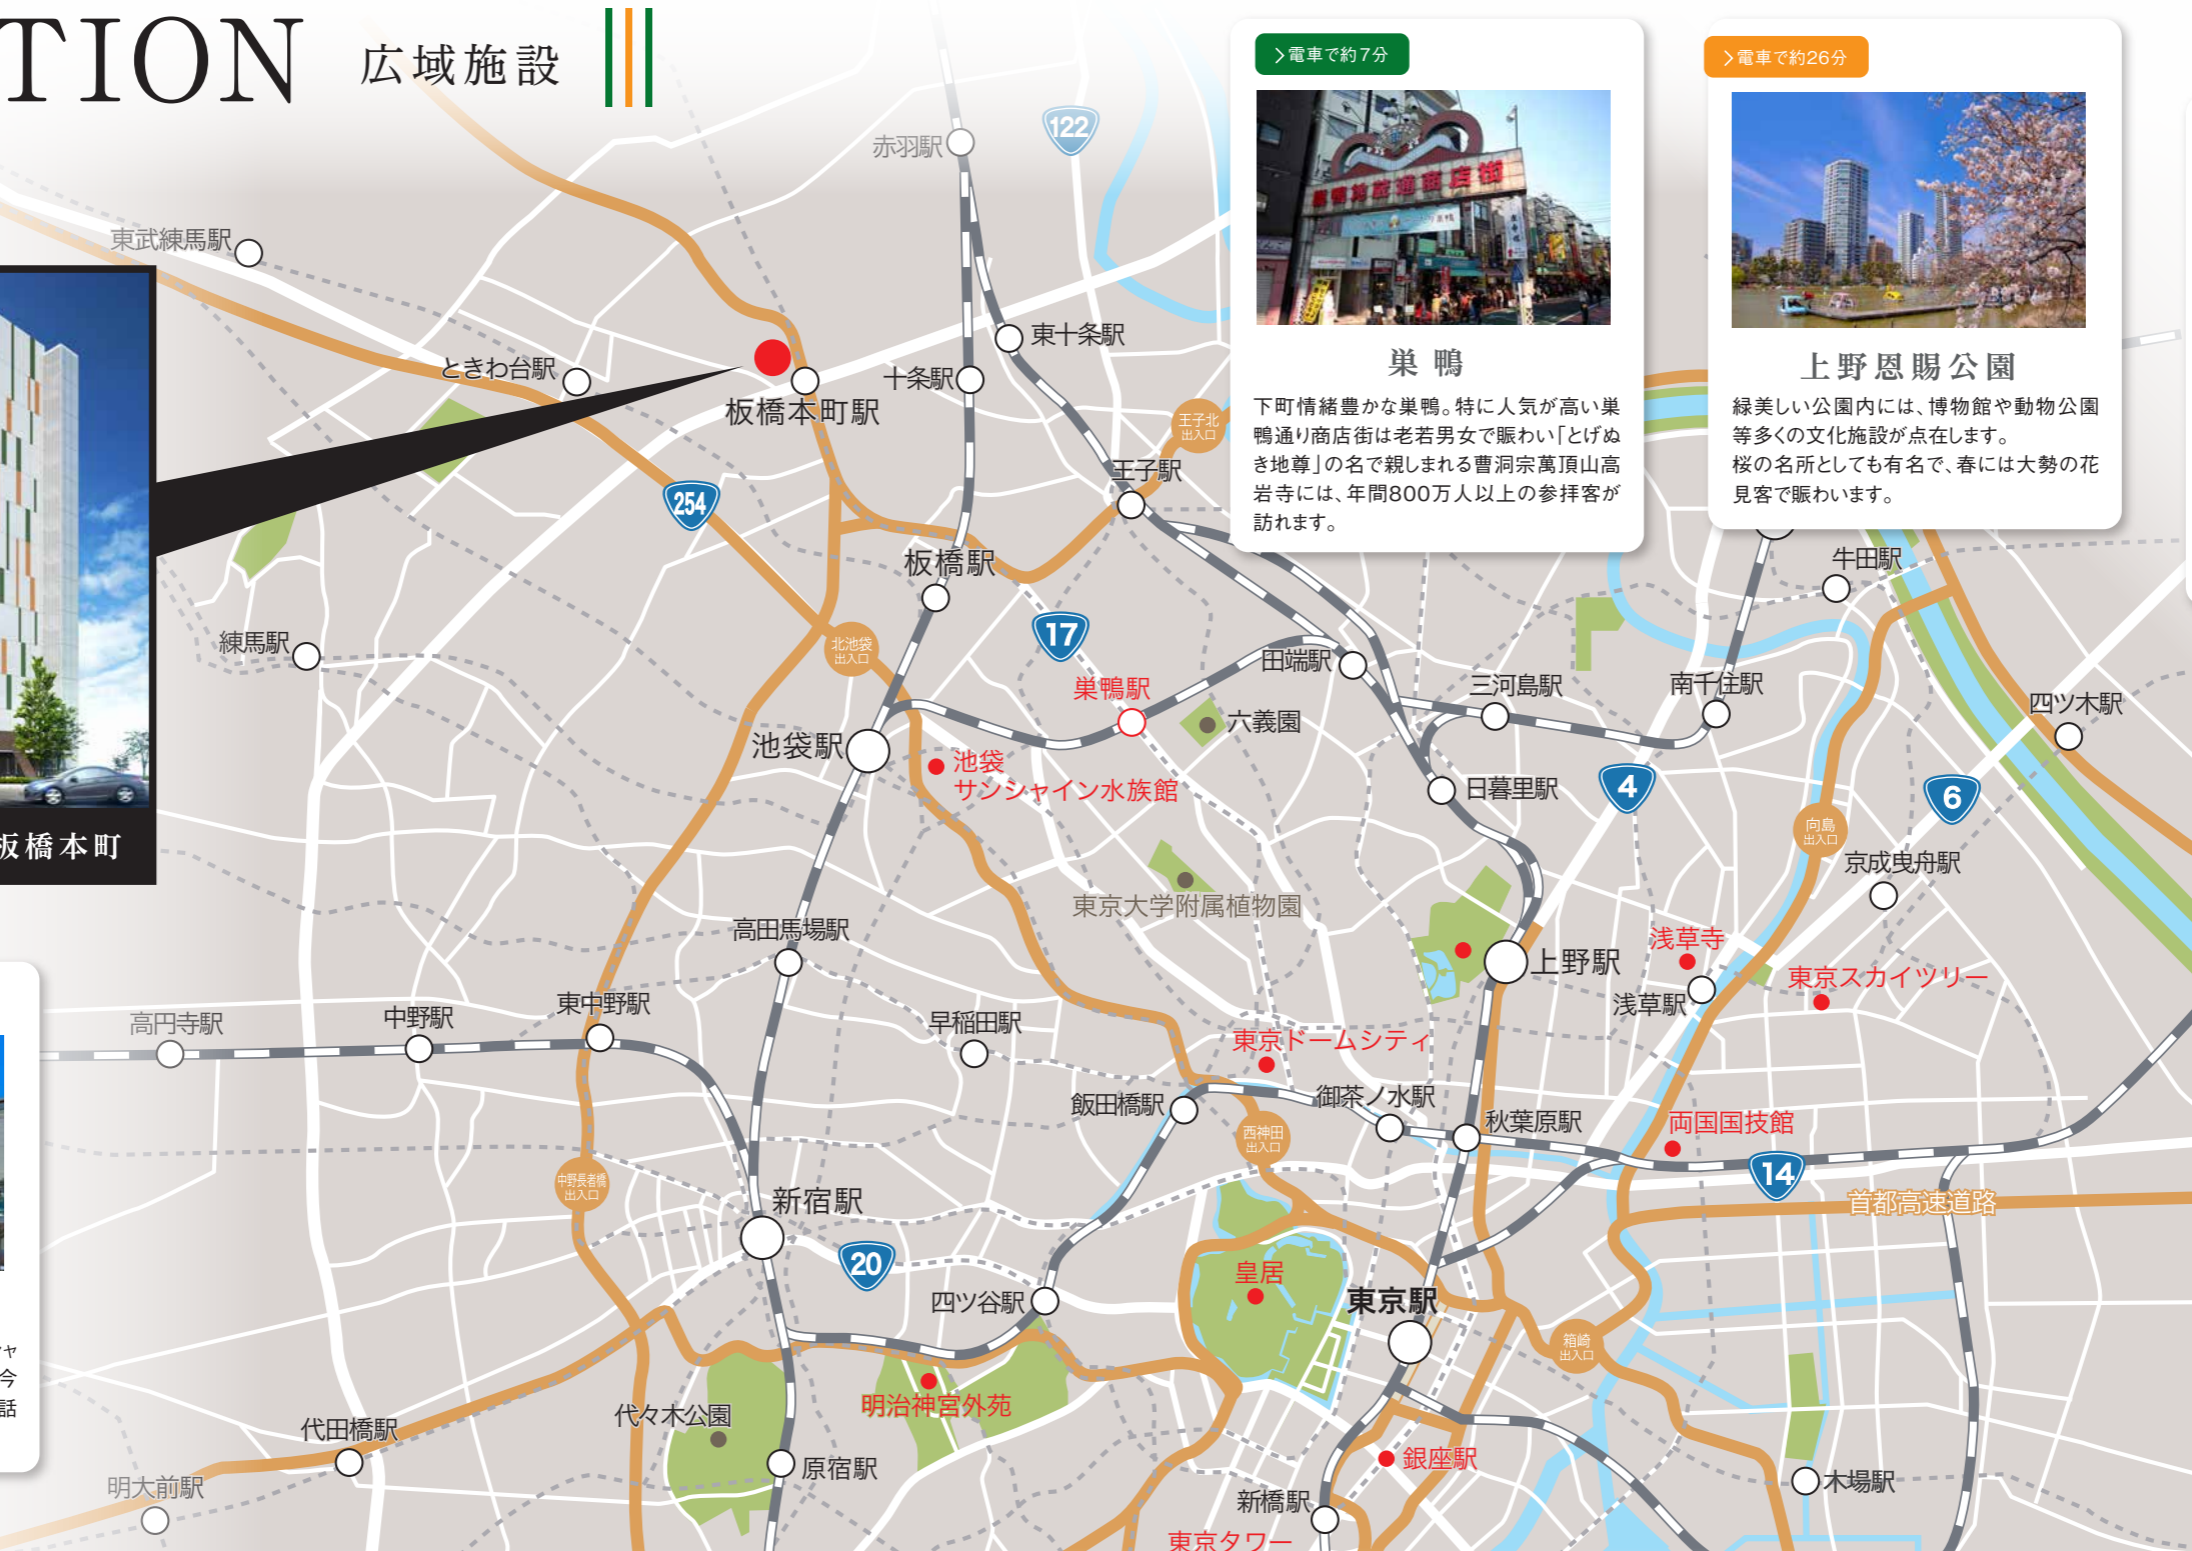 TION
広域施設
＞電車で約7分
巣鴨地蔵通商店街
巣鴨
下町情緒豊かな巣鴨。特に人気が高い巣
鴨通り商店街は老若男女で賑わい「とげぬ
き地尊」の名で親しまれる曹洞宗萬頂山高
岩寺には、年間800万人以上の参拝客が
訪れます。
＞電車で約26分
上野恩賜公園
緑美しい公園内には、博物館や動物公園
等多くの文化施設が点在します。
桜の名所としても有名で、春には大勢の花
見客で賑わいます。
赤羽駅
122
東武練馬駅
ときわ台駅
板橋本町駅
十条駅
東十条駅
王子北
出入口
王子駅
254
板橋駅
17
北池袋
出入口
練馬駅
田端駅
三河島駅
南千住駅
牛田駅
四ツ木駅
巣鴨駅
六義園
池袋駅
池袋
サンシャイン水族館
日暮里駅
4
6
向島
出入口
京成曳舟駅
板橋本町
東京大学附属植物園
高田馬場駅
上野駅
浅草寺
浅草駅
東京スカイツリー
高円寺駅
中野駅
東中野駅
早稲田駅
東京ドームシティ
飯田橋駅
御茶ノ水駅
秋葉原駅
両国国技館
西神田
出入口
14
首都高速道路
中野長者橋
出入口
新宿駅
20
四ツ谷駅
皇居
東京駅
箱崎
出入口
ャ
今
話
代々木公園
明治神宮外苑
代田橋駅
明大前駅
原宿駅
銀座駅
新橋駅
東京タワー
木場駅